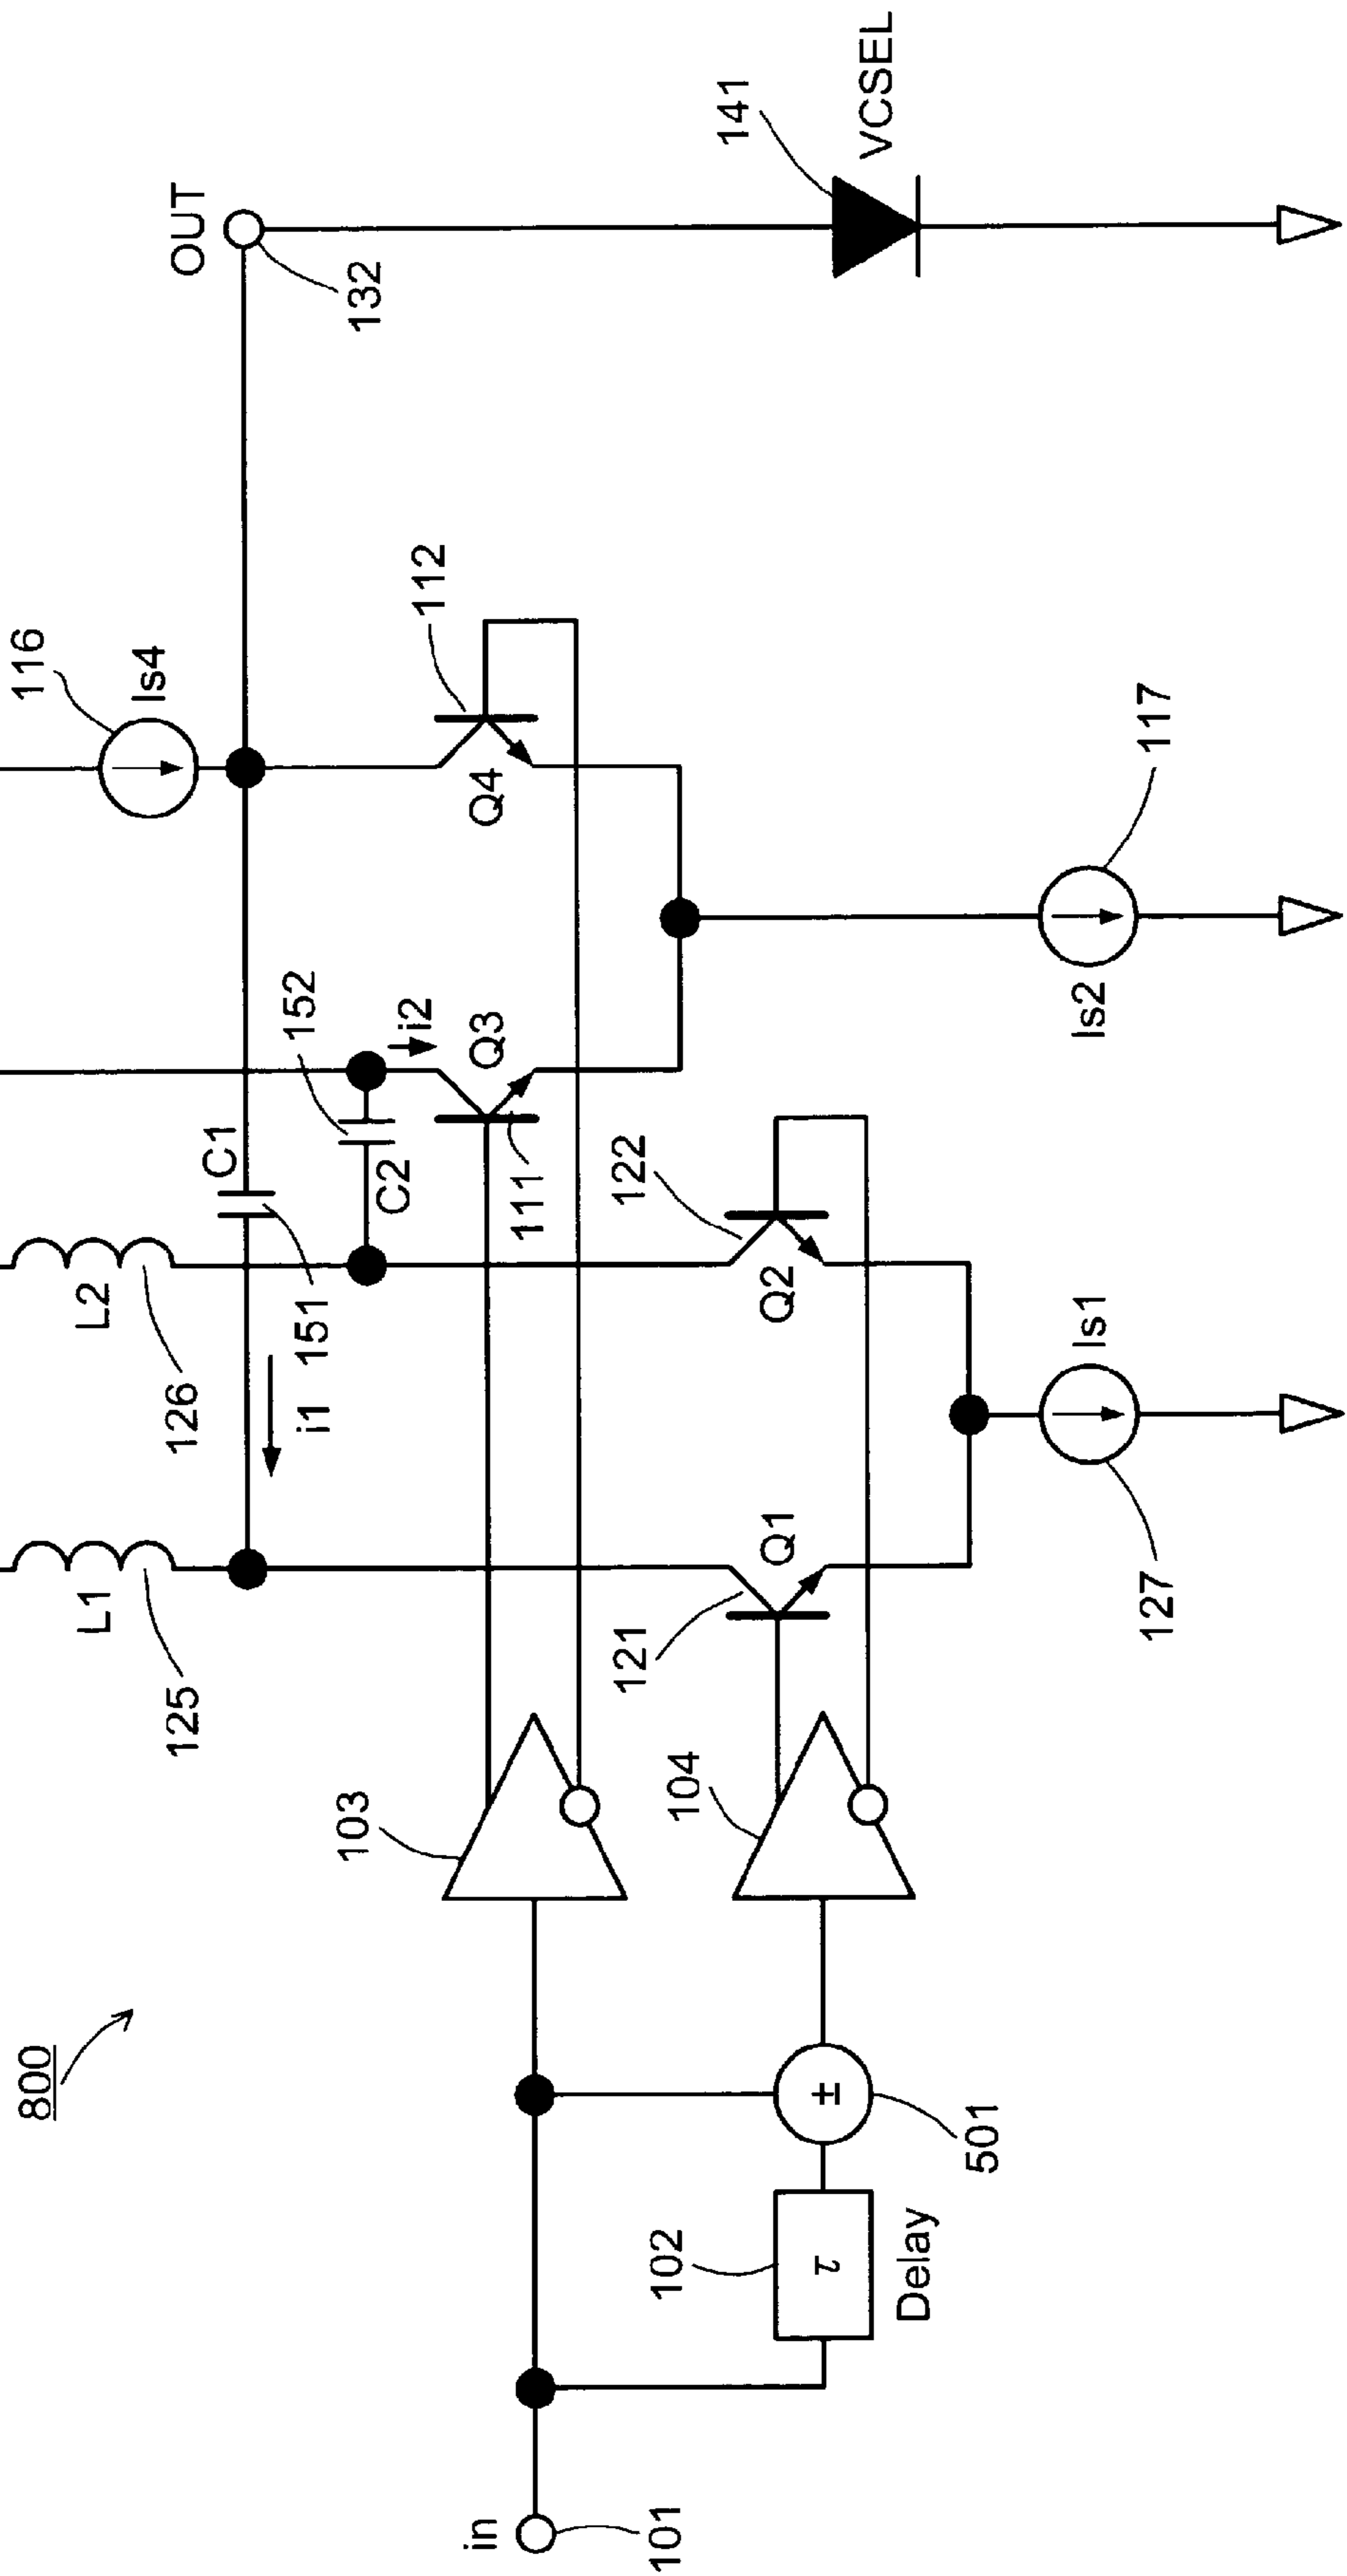 800
L1
125
L2
126
C1
151
i1
C2
152
i2
116
Is4
OUT
132
103
Q3
111
Q4
112
104
121
Q1
122
Q2
141
VCSEL
in
101
102
τ
Delay
±
501
127
Is1
Is2
117